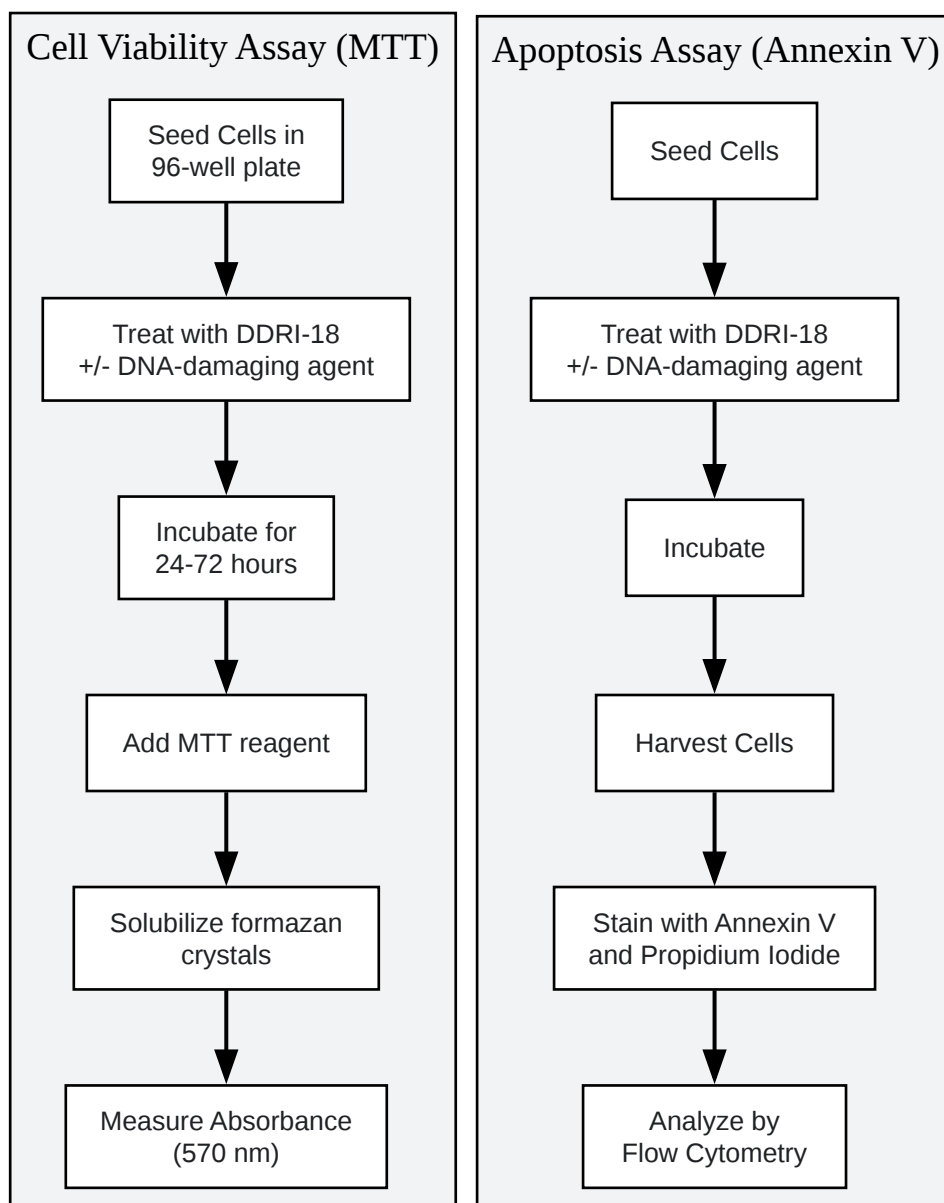 Cell Viability Assay (MTT)
Seed Cells in
96-well plate
Treat with DDRI-18
+/- DNA-damaging agent
Incubate for
24-72 hours
Add MTT reagent
Solubilize formazan
crystals
Measure Absorbance
(570 nm)
Apoptosis Assay (Annexin V)
Seed Cells
Treat with DDRI-18
+/- DNA-damaging agent
Incubate
Harvest Cells
Stain with Annexin V
and Propidium Iodide
Analyze by
Flow Cytometry